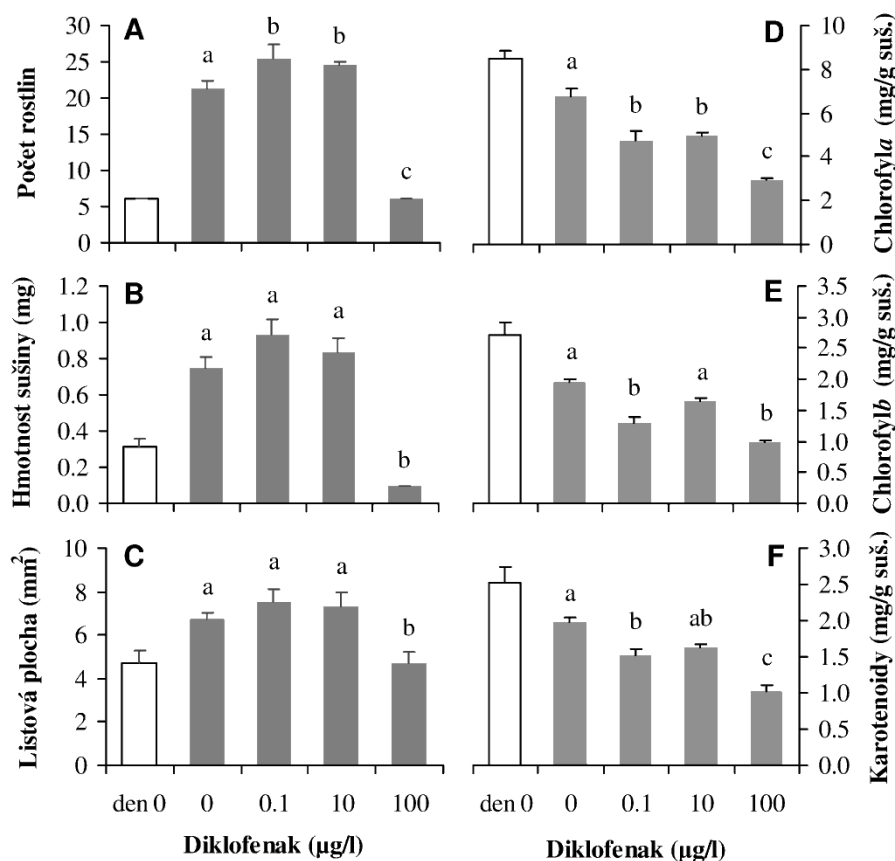 A
Počet rostlin
30
25
20
15
10
5
0
a
b
b
c
D
Chlorofyla (mg/g suš.)
10
8
6
4
2
0
a
b
b
c
B
Hmotnost sušiny (mg)
1.2
1.0
0.8
0.6
0.4
0.2
0.0
a
a
a
b
E
Chlorofylb (mg/g suš.)
3.5
3.0
2.5
2.0
1.5
1.0
0.5
0.0
a
b
a
b
C
Listová plocha (mm²)
10
8
6
4
2
0
a
a
a
b
F
Karotenoidy (mg/g suš.)
3.0
2.5
2.0
1.5
1.0
0.5
0.0
a
b
ab
c
den 0 0 0.1 10 100
Diklofenak (µg/l)
den 0 0 0.1 10 100
Diklofenak (µg/l)